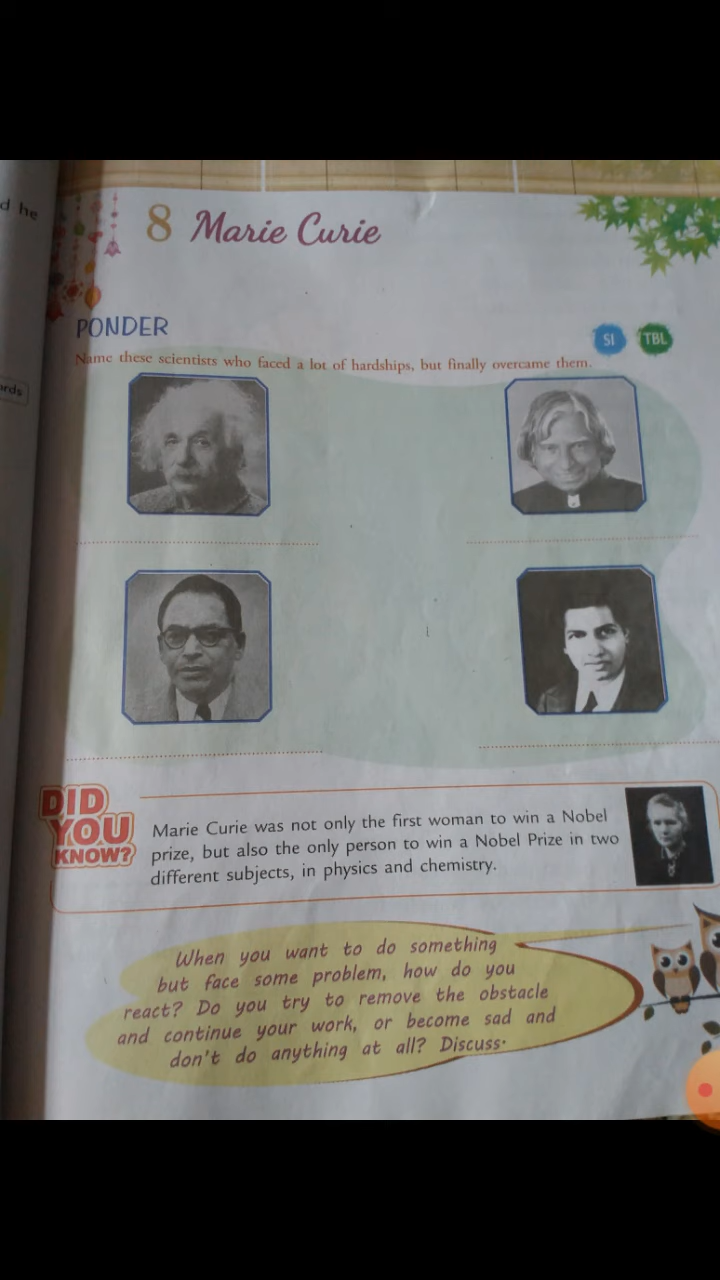 d he
ards
8 Marie Curie
PONDER
SI TBL
Name these scientists who faced a lot of hardships, but finally overcame them.
DID
YOU
KNOW?
Marie Curie was not only the first woman to win a Nobel
prize, but also the only person to win a Nobel Prize in two
different subjects, in physics and chemistry.
When you want to do something
but face some problem, how do you
react? Do you try to remove the obstacle
and continue your work, or become sad and
don't do anything at all? Discuss.